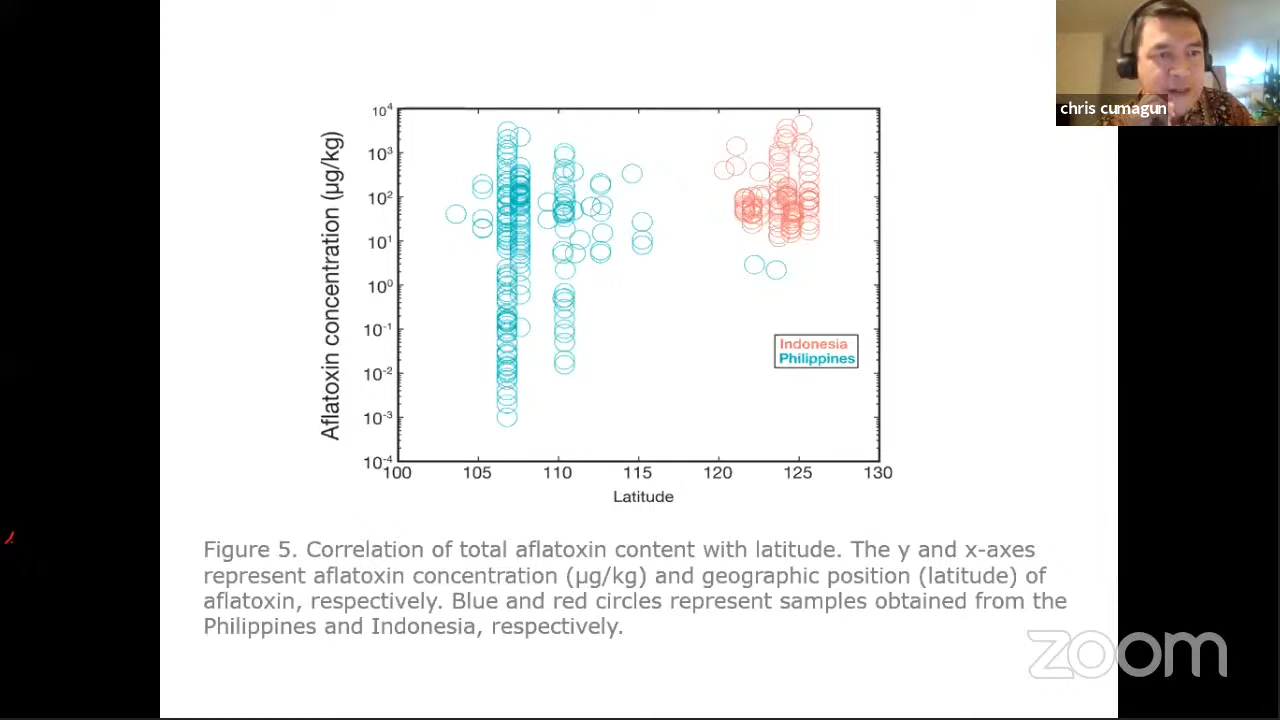 chris cumagun
Aflatoxin concentration (µg/kg)
10⁴
10³
10²
10¹
10⁰
10⁻¹
10⁻²
10⁻³
10⁻⁴
100 105 110 115 120 125 130
Latitude
Indonesia
Philippines
Figure 5. Correlation of total aflatoxin content with latitude. The y and x-axes
represent aflatoxin concentration (µg/kg) and geographic position (latitude) of
aflatoxin, respectively. Blue and red circles represent samples obtained from the
Philippines and Indonesia, respectively.
zoom